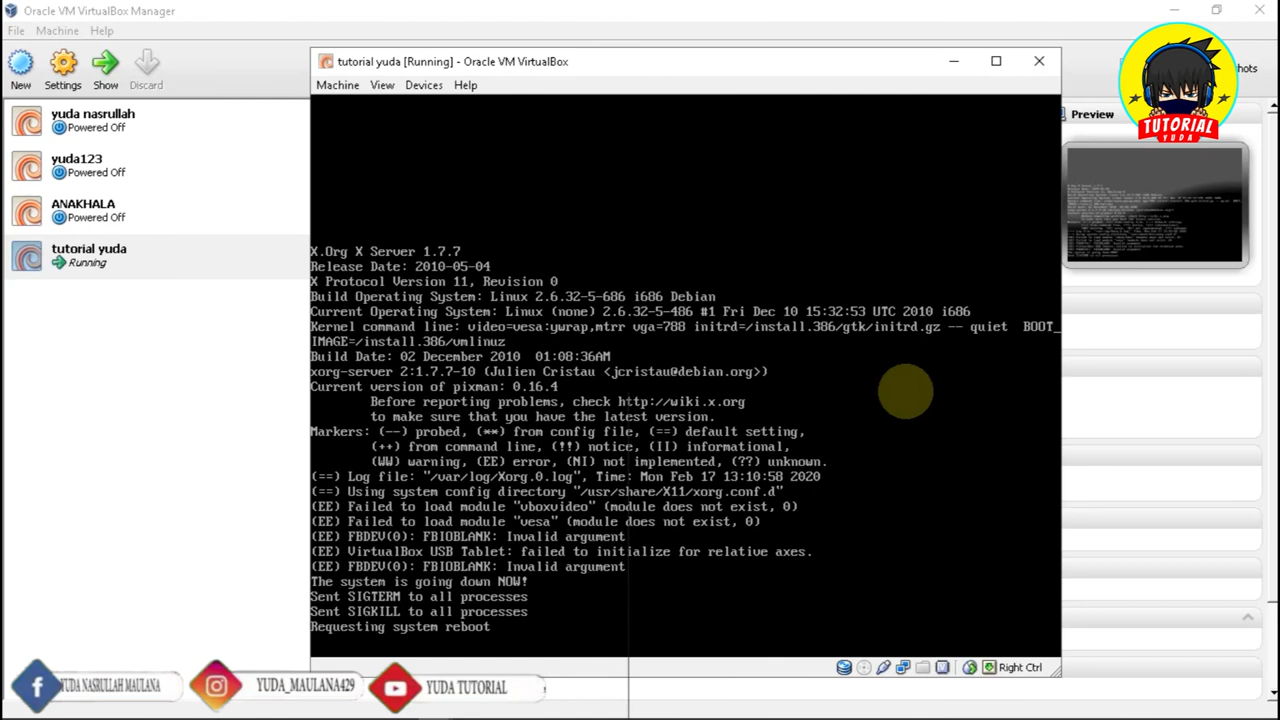 Oracle VM VirtualBox Manager
File Machine Help
New Settings Show Discard
yuda nasrullah
Powered Off
yuda123
Powered Off
ANAKHALA
Powered Off
tutorial yuda
Running
tutorial yuda [Running] - Oracle VM VirtualBox
Machine View Devices Help
X.Org X Server 1.7.7
Release Date: 2010-05-04
X Protocol Version 11, Revision 0
Build Operating System: Linux 2.6.32-5-686 i686 Debian
Current Operating System: Linux (none) 2.6.32-5-486 #1 Fri Dec 10 15:32:53 UTC 2010 i686
Kernel command line: video=vesa:ywrap,mtrr vga=788 initrd=/install.386/gtk/initrd.gz -- quiet  BOOT_
IMAGE=/install.386/vmlinuz
Build Date: 02 December 2010  01:08:36AM
xorg-server 2:1.7.7-10 (Julien Cristau <jcristau@debian.org>)
Current version of pixman: 0.16.4
Before reporting problems, check http://wiki.x.org
to make sure that you have the latest version.
Markers: (--) probed, (**) from config file, (==) default setting,
(++) from command line, (!!) notice, (II) informational,
(WW) warning, (EE) error, (NI) not implemented, (??) unknown.
(==) Log file: "/var/log/Xorg.0.log", Time: Mon Feb 17 13:10:58 2020
(==) Using system config directory "/usr/share/X11/xorg.conf.d"
(EE) Failed to load module "vboxvideo" (module does not exist, 0)
(EE) Failed to load module "vesa" (module does not exist, 0)
(EE) FBDEV(0): FBIOBLANK: Invalid argument
(EE) VirtualBox USB Tablet: failed to initialize for relative axes.
(EE) FBDEV(0): FBIOBLANK: Invalid argument
The system is going down NOW!
Sent SIGTERM to all processes
Sent SIGKILL to all processes
Requesting system reboot
Right Ctrl
Preview
TUTORIAL
YUDA
YUDA NASRULLAH MAULANA
YUDA_MAULANA429
YUDA TUTORIAL